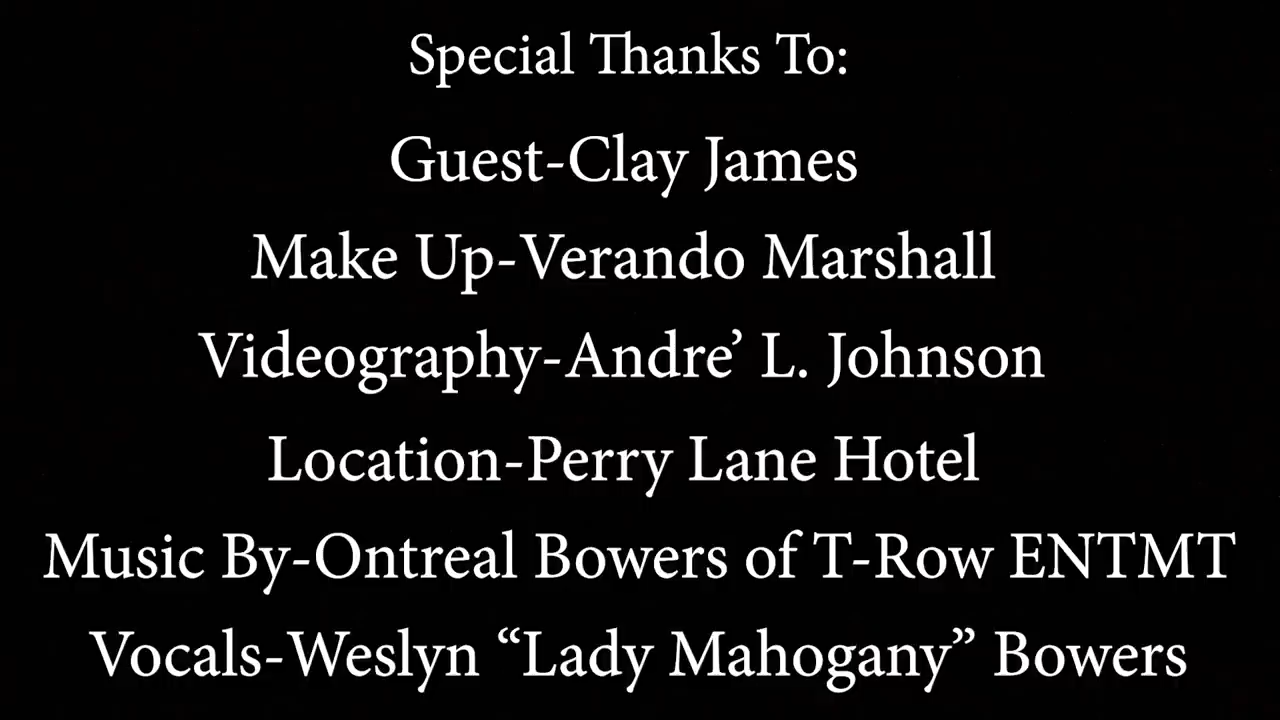 Special Thanks To:
Guest-Clay James
Make Up-Verando Marshall
Videography-Andre’ L. Johnson
Location-Perry Lane Hotel
Music By-Ontreal Bowers of T-Row ENTMT
Vocals-Weslyn “Lady Mahogany” Bowers